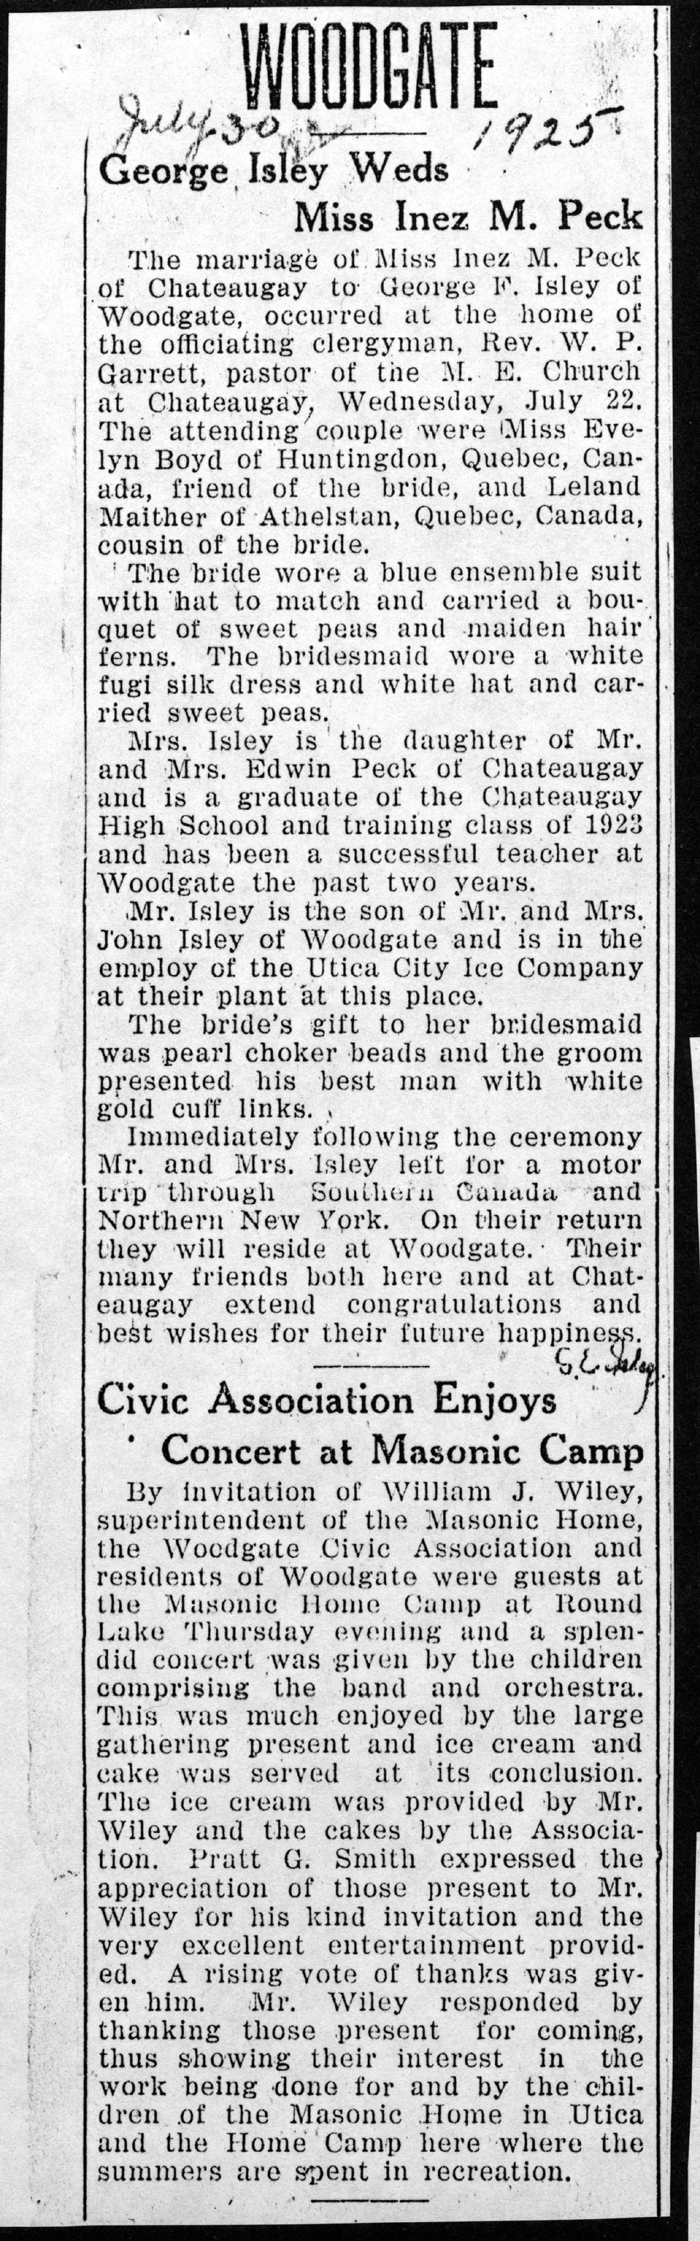 WOODGATE
July 30 1925
George Isley Weds
Miss Inez M. Peck
The marriage of Miss Inez M. Peck
of Chateaugay to George F. Isley of
Woodgate, occurred at the home of
the officiating clergyman, Rev. W. P.
Garrett, pastor of the M. E. Church
at Chateaugay, Wednesday, July 22.
The attending couple were Miss Eve-
lyn Boyd of Huntingdon, Quebec, Can-
ada, friend of the bride, and Leland
Maither of Athelstan, Quebec, Canada,
cousin of the bride.
The bride wore a blue ensemble suit
with hat to match and carried a bou-
quet of sweet peas and maiden hair
ferns. The bridesmaid wore a white
fugi silk dress and white hat and car-
ried sweet peas.
Mrs. Isley is the daughter of Mr.
and Mrs. Edwin Peck of Chateaugay
and is a graduate of the Chateaugay
High School and training class of 1923
and has been a successful teacher at
Woodgate the past two years.
Mr. Isley is the son of Mr. and Mrs.
John Isley of Woodgate and is in the
employ of the Utica City Ice Company
at their plant at this place.
The bride's gift to her bridesmaid
was pearl choker beads and the groom
presented his best man with white
gold cuff links.
Immediately following the ceremony
Mr. and Mrs. Isley left for a motor
trip through Southern Canada and
Northern New York. On their return
they will reside at Woodgate. Their
many friends both here and at Chat-
eaugay extend congratulations and
best wishes for their future happiness.
Civic Association Enjoys
Concert at Masonic Camp
By invitation of William J. Wiley,
superintendent of the Masonic Home,
the Woodgate Civic Association and
residents of Woodgate were guests at
the Masonic Home Camp at Round
Lake Thursday evening and a splen-
did concert was given by the children
comprising the band and orchestra.
This was much enjoyed by the large
gathering present and ice cream and
cake was served at its conclusion.
The ice cream was provided by Mr.
Wiley and the cakes by the Associa-
tion. Pratt G. Smith expressed the
appreciation of those present to Mr.
Wiley for his kind invitation and the
very excellent entertainment provid-
ed. A rising vote of thanks was giv-
en him. Mr. Wiley responded by
thanking those present for coming,
thus showing their interest in the
work being done for and by the chil-
dren of the Masonic Home in Utica
and the Home Camp here where the
summers are spent in recreation.